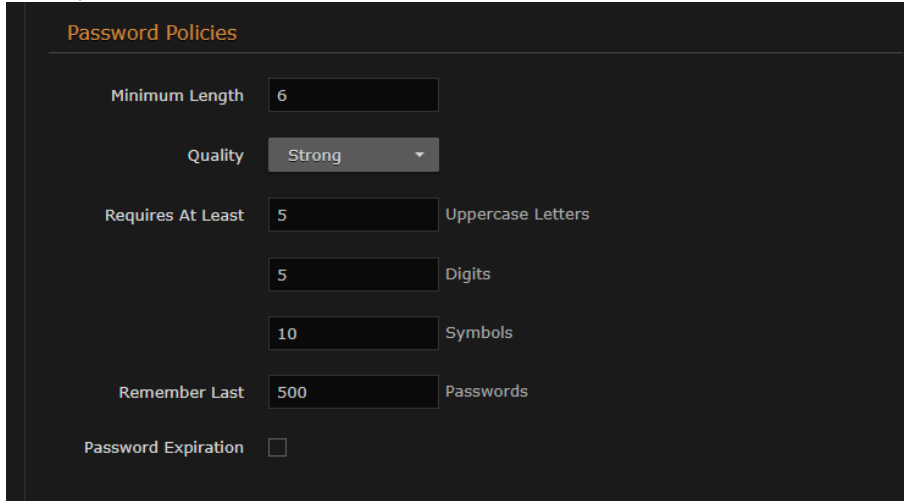 Password Policies
Minimum Length 6
Quality Strong
Requires At Least 5 Uppercase Letters
5 Digits
10 Symbols
Remember Last 500 Passwords
Password Expiration